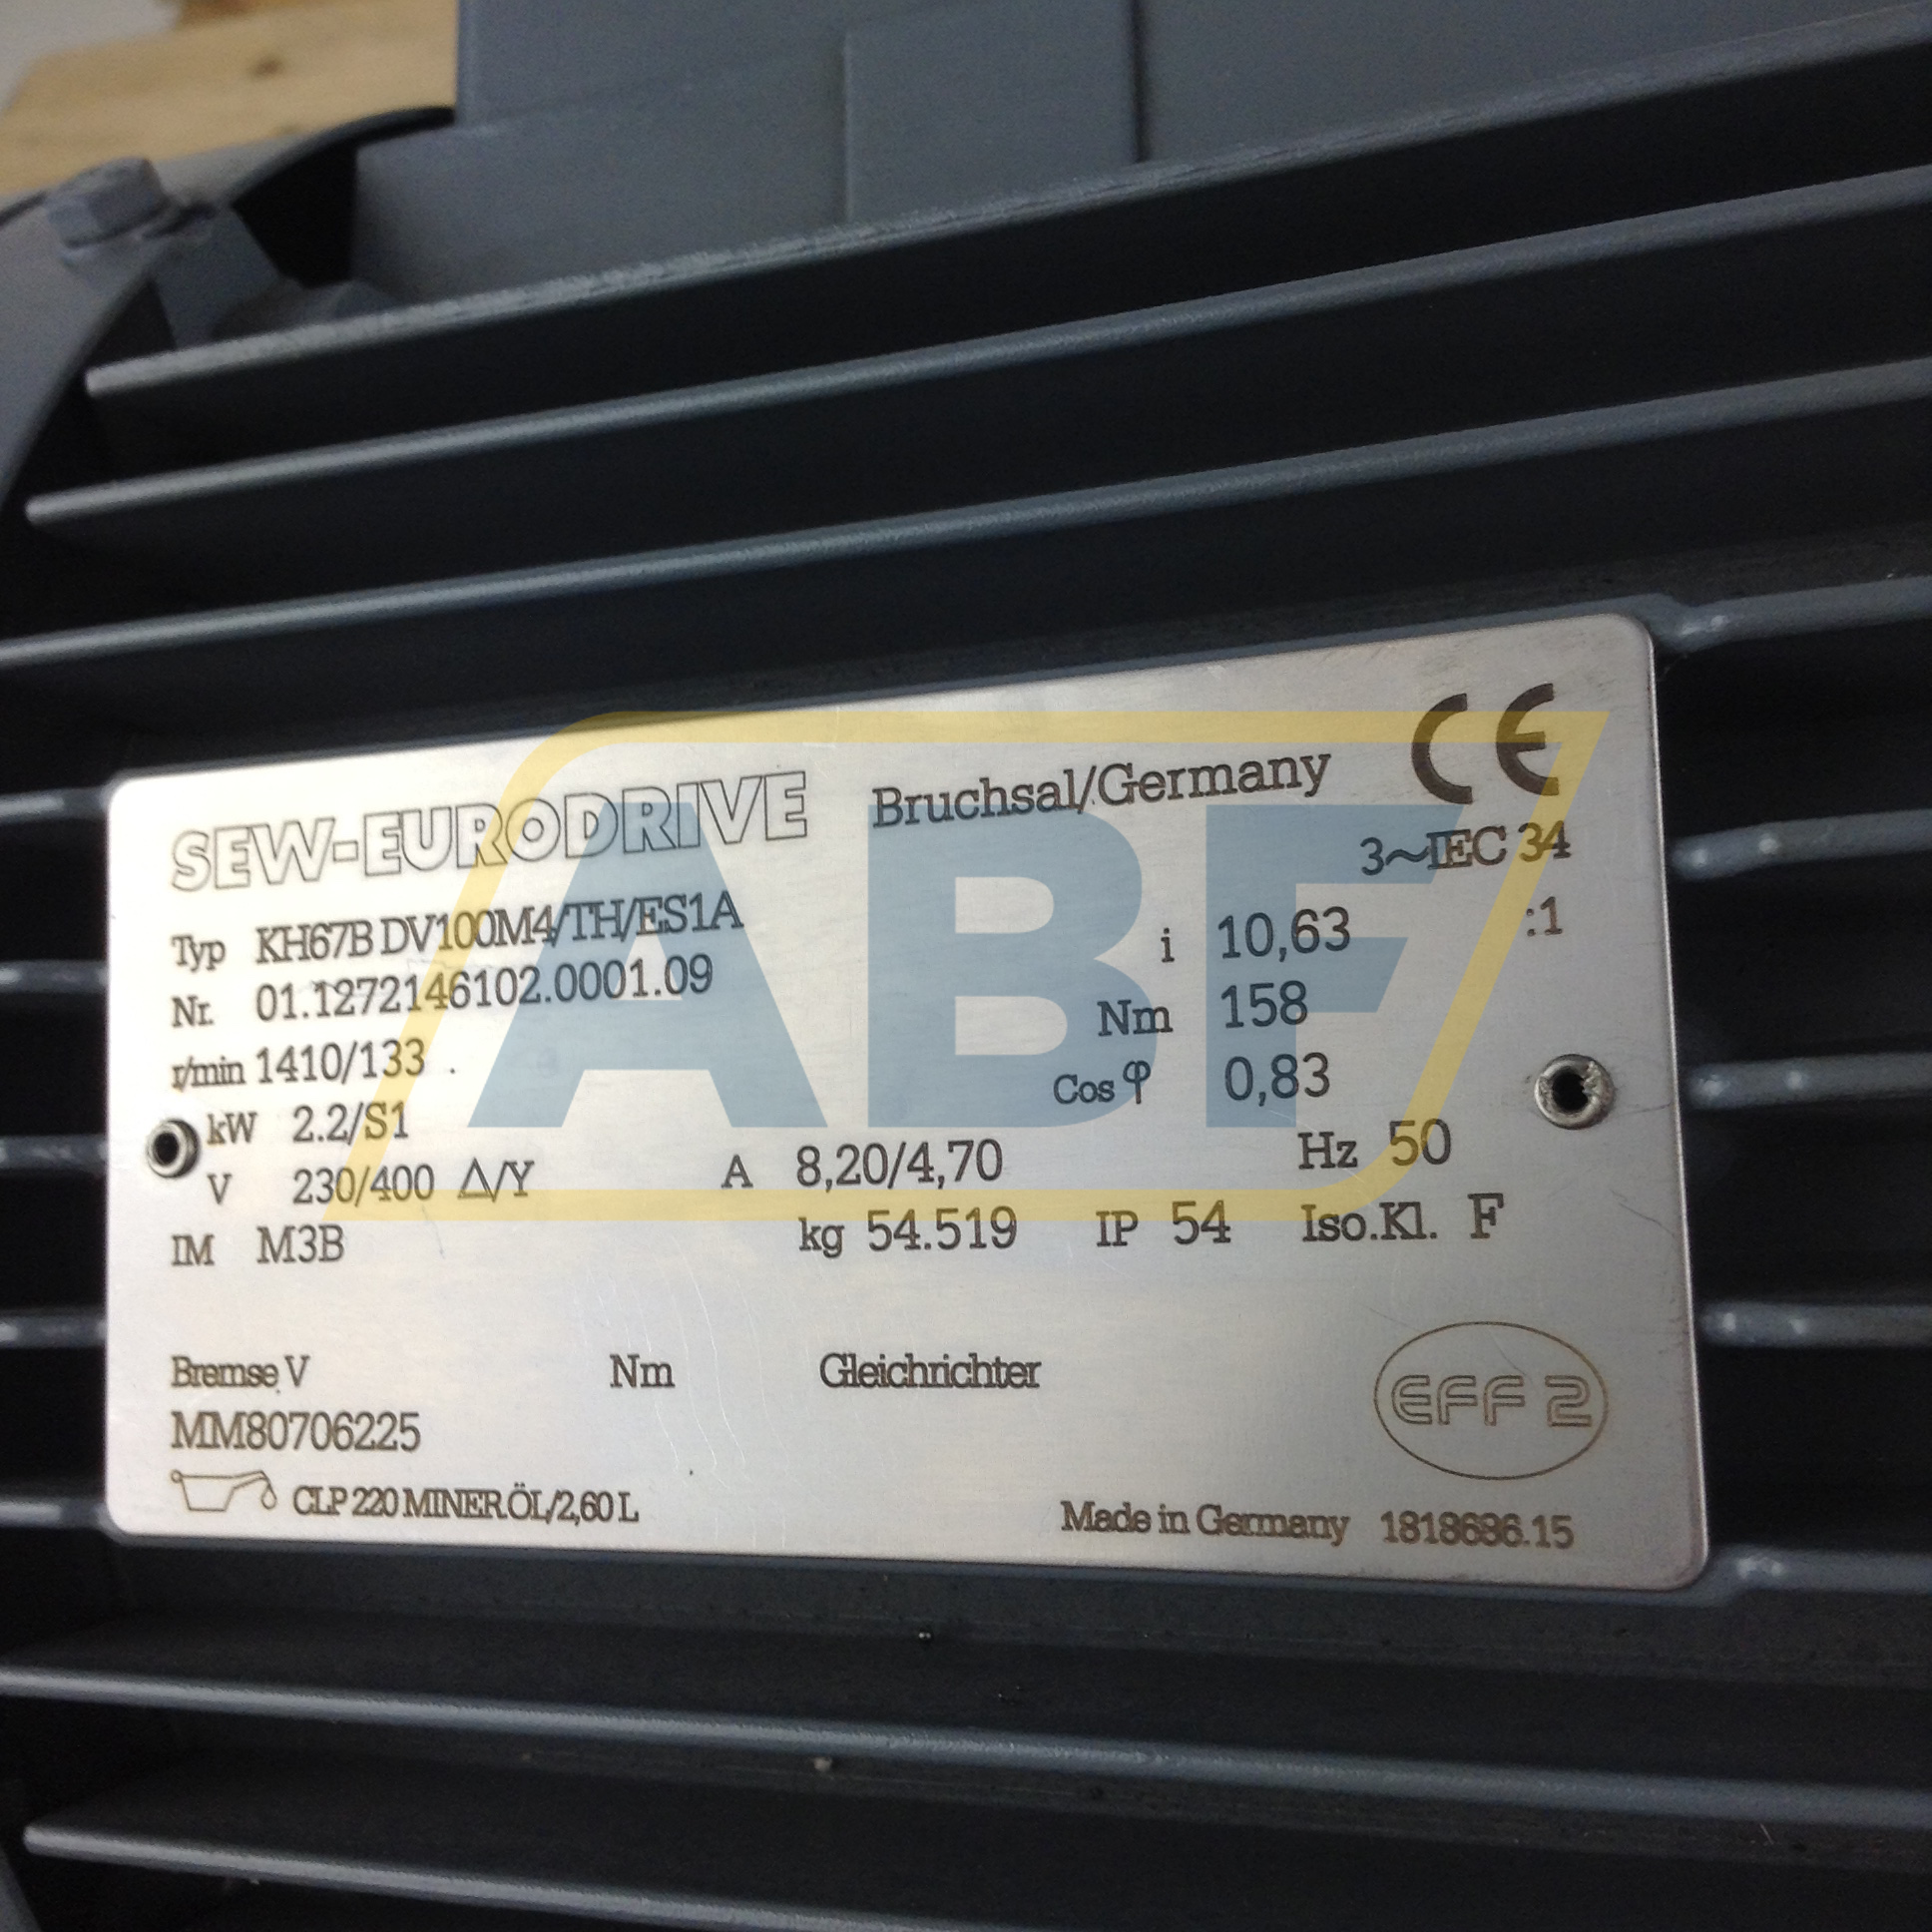 SEW-EURODRIVE Bruchsal/Germany CE
3~IEC 34
Typ KH67B DV100M4/TH/ES1A i 10,63 :1
Nr. 01.1272146102.0001.09 Nm 158
r/min 1410/133 Cos φ 0,83
kW 2.2/S1
V 230/400 Δ/Y A 8,20/4,70 Hz 50
IM M3B kg 54.519 IP 54 Iso.Kl. F
Bremse V Nm Gleichrichter
EFF 2
MM80706225
CLP 220 MINER.ÖL/2,60 L
Made in Germany 1818686.15
ABF